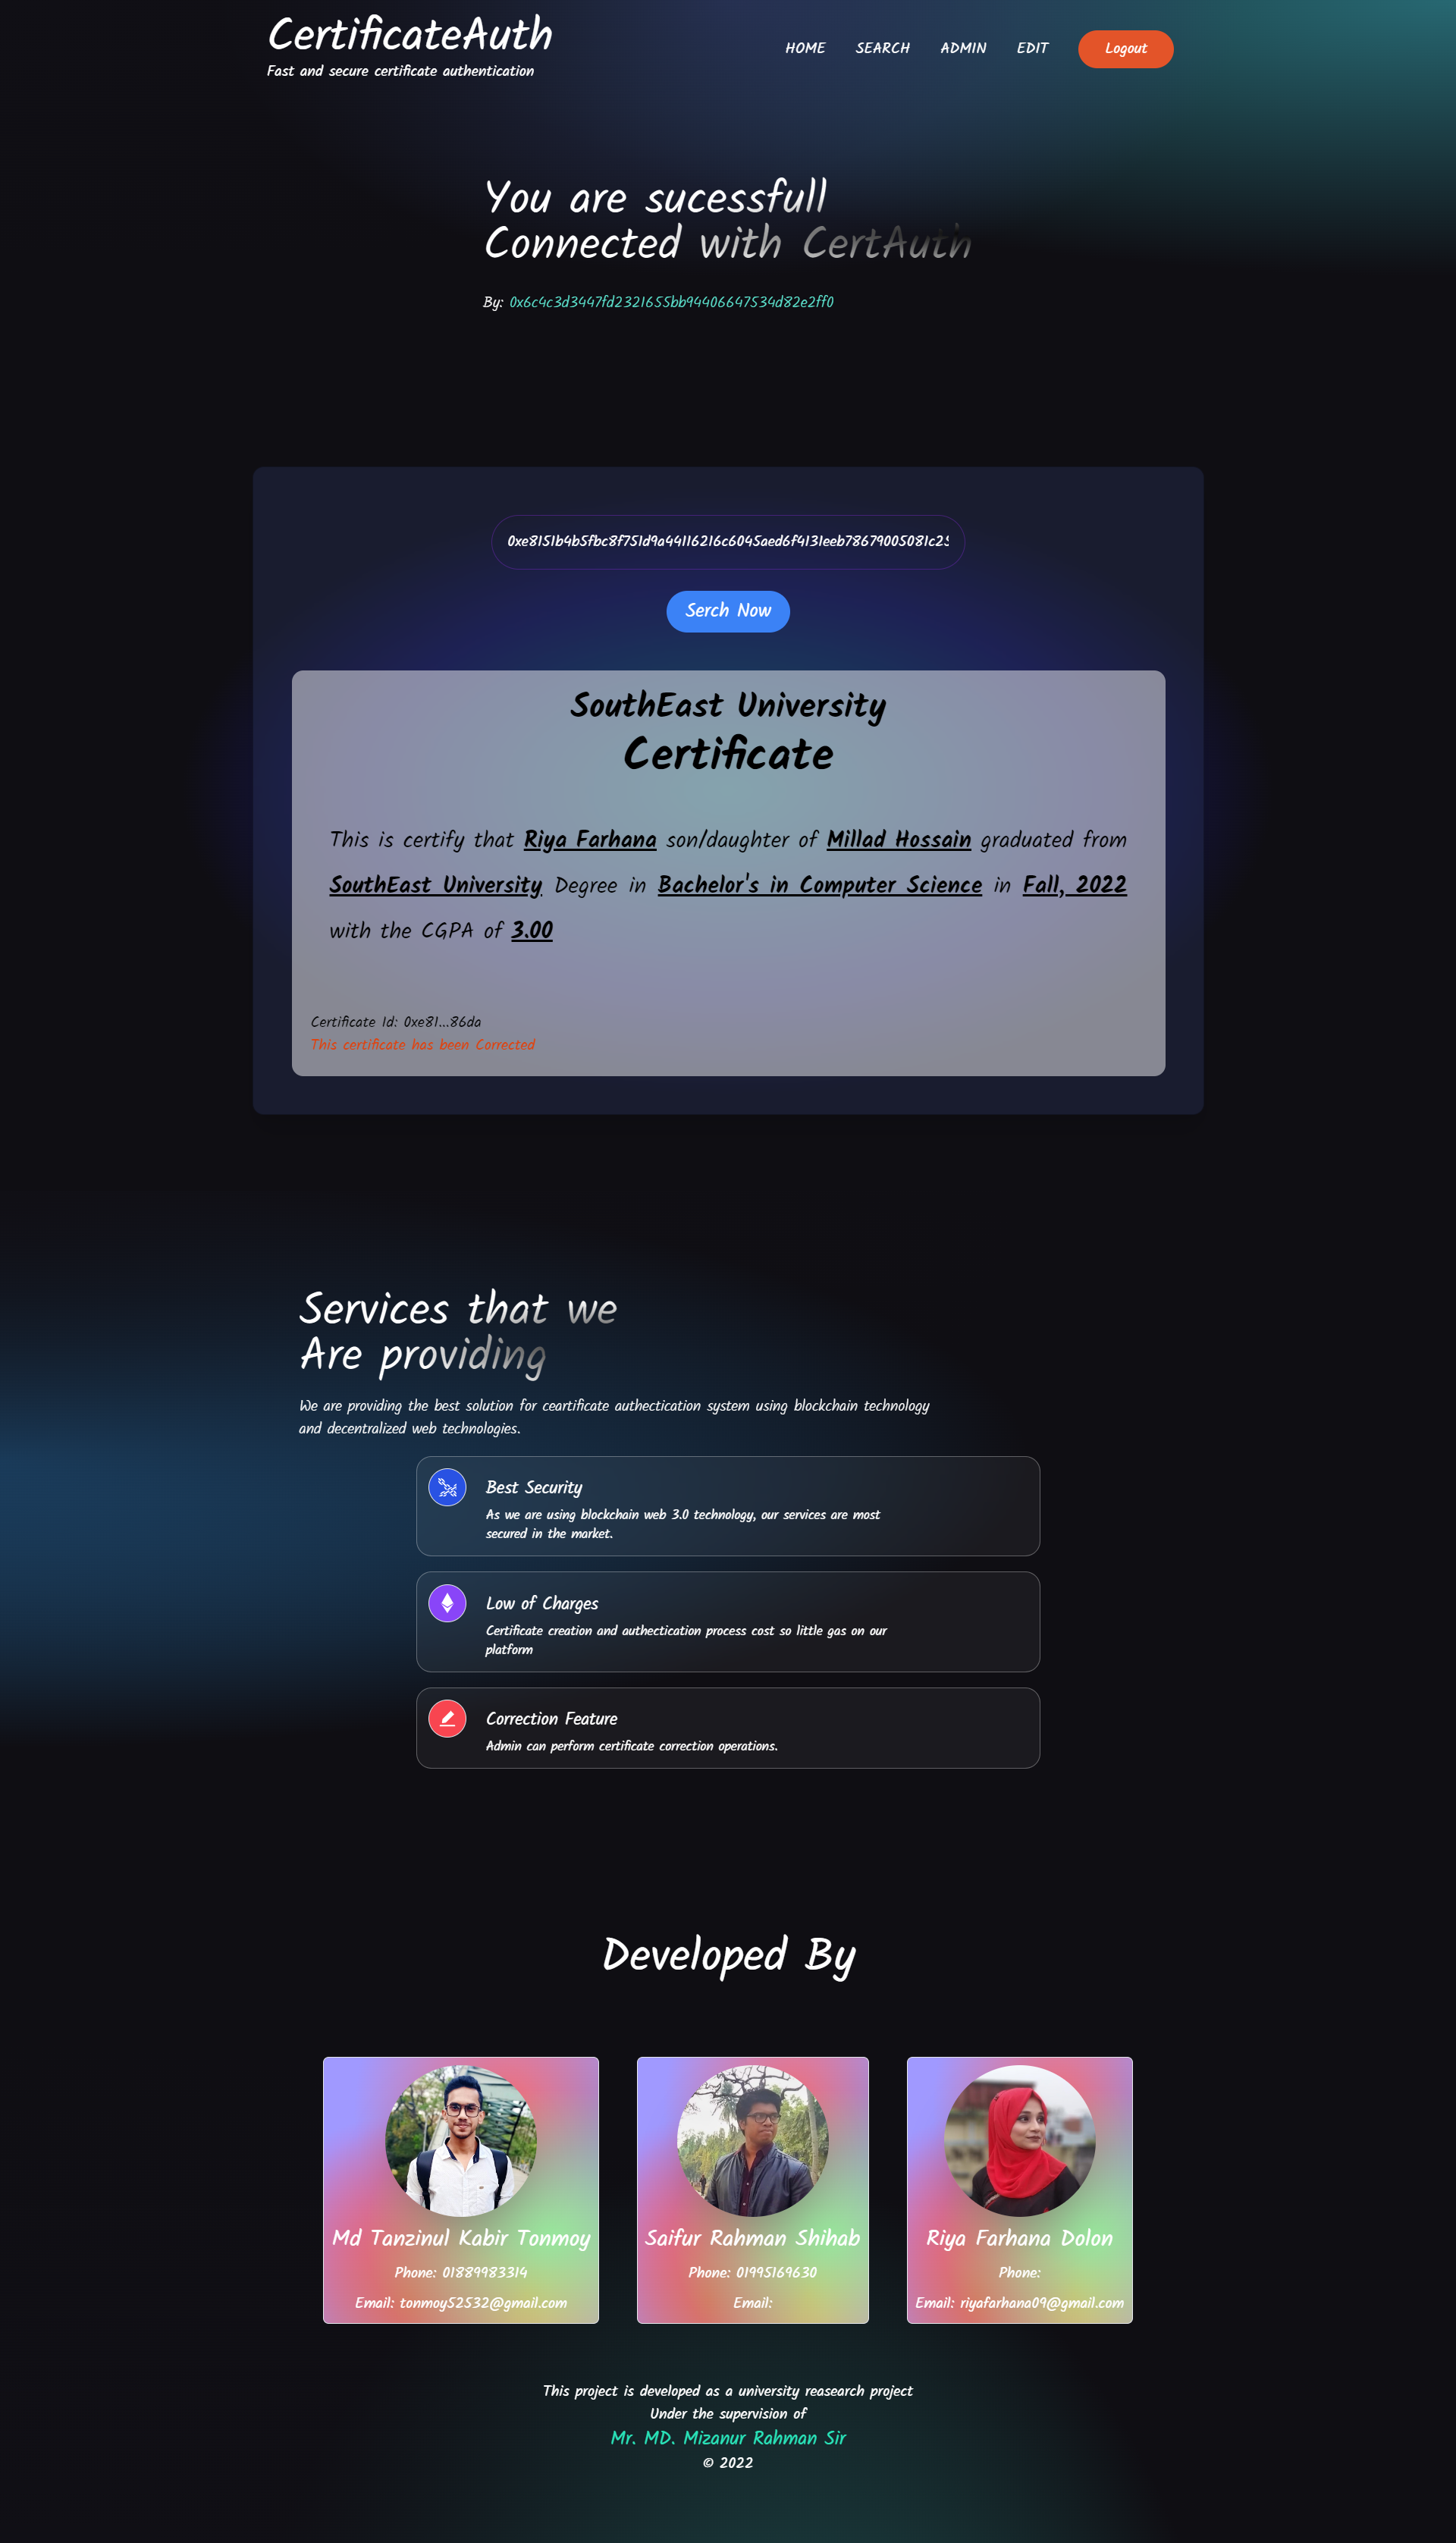 CertificateAuth
Fast and secure certificate authentication
HOME SEARCH ADMIN EDIT Logout
You are sucessfull
Connected with CertAuth
By: 0x6c4c3d3447fd2321655bb94406647534d82e2ff0
0xe8151b4b5fbc8f751d9a44116216c6045aed6f4131eeb78679005081c25
Serch Now
SouthEast University
Certificate
This is certify that Riya Farhana son/daughter of Millad Hossain graduated from
SouthEast University Degree in Bachelor's in Computer Science in Fall, 2022
with the CGPA of 3.00
Certificate Id: 0xe81...86da
This certificate has been Corrected
Services that we
Are providing
We are providing the best solution for ceartificate authectication system using blockchain technology
and decentralized web technologies.
Best Security
As we are using blockchain web 3.0 technology, our services are most
secured in the market.
Low of Charges
Certificate creation and authectication process cost so little gas on our
platform
Correction Feature
Admin can perform certificate correction operations.
Developed By
Md Tanzinul Kabir Tonmoy
Phone: 01889983314
Email: tonmoy52532@gmail.com
Saifur Rahman Shihab
Phone: 01995169630
Email:
Riya Farhana Dolon
Phone:
Email: riyafarhana09@gmail.com
This project is developed as a university reasearch project
Under the supervision of
Mr. MD. Mizanur Rahman Sir
© 2022